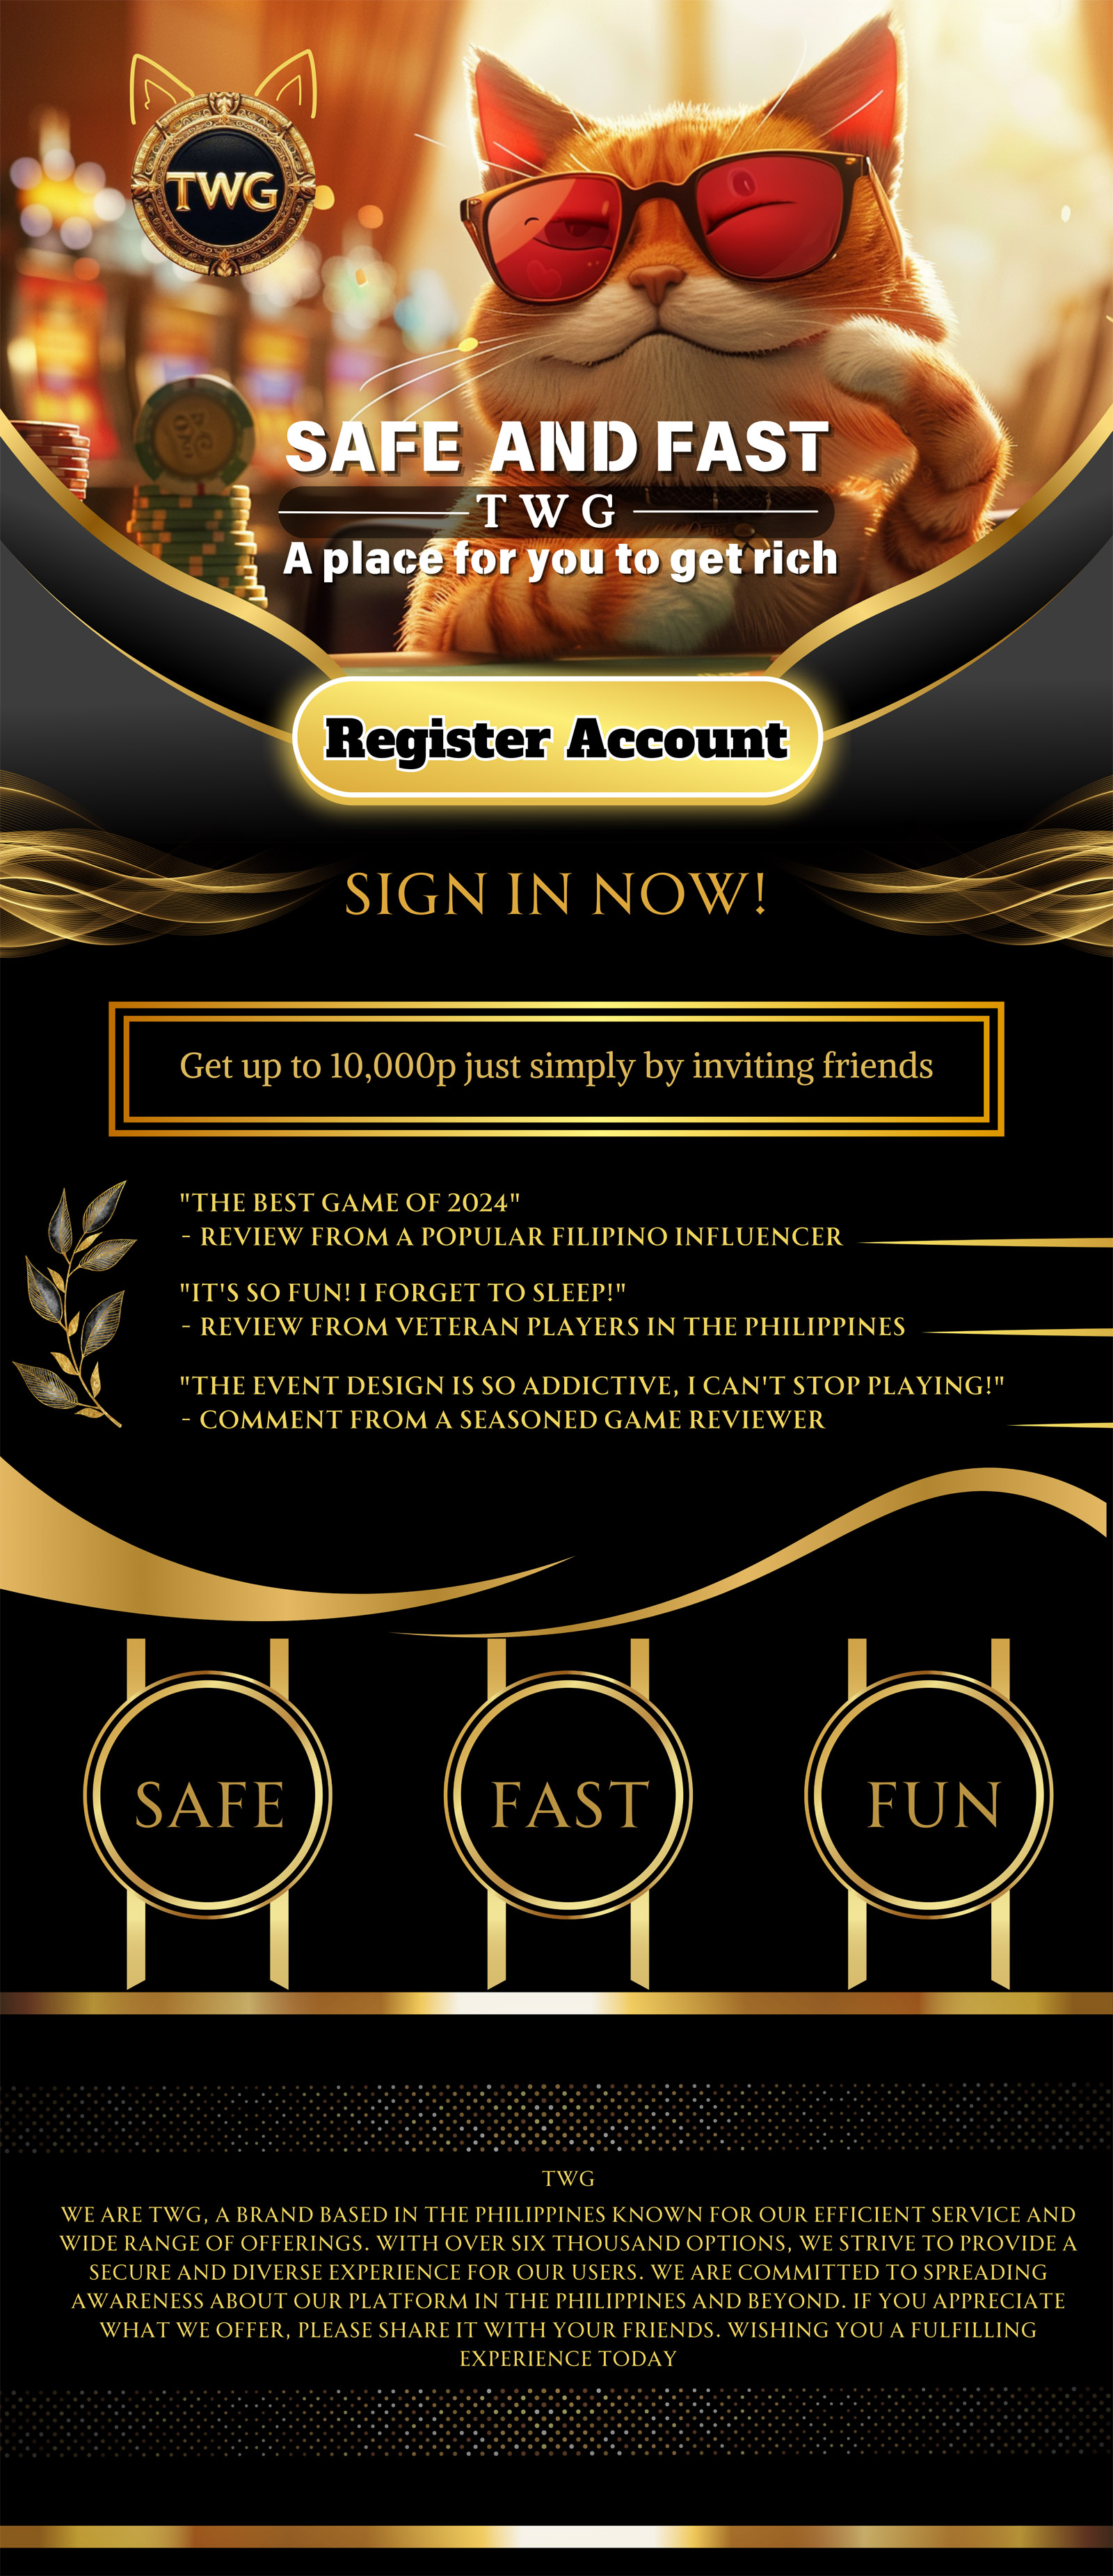 TWG
SAFE AND FAST
TWG
A place for you to get rich
Register Account
SIGN IN NOW!
Get up to 10,000p just simply by inviting friends
"THE BEST GAME OF 2024"
- REVIEW FROM A POPULAR FILIPINO INFLUENCER
"IT'S SO FUN! I FORGET TO SLEEP!"
- REVIEW FROM VETERAN PLAYERS IN THE PHILIPPINES
"THE EVENT DESIGN IS SO ADDICTIVE, I CAN'T STOP PLAYING!"
- COMMENT FROM A SEASONED GAME REVIEWER
SAFE
FAST
FUN
TWG
WE ARE TWG, A BRAND BASED IN THE PHILIPPINES KNOWN FOR OUR EFFICIENT SERVICE AND
WIDE RANGE OF OFFERINGS. WITH OVER SIX THOUSAND OPTIONS, WE STRIVE TO PROVIDE A
SECURE AND DIVERSE EXPERIENCE FOR OUR USERS. WE ARE COMMITTED TO SPREADING
AWARENESS ABOUT OUR PLATFORM IN THE PHILIPPINES AND BEYOND. IF YOU APPRECIATE
WHAT WE OFFER, PLEASE SHARE IT WITH YOUR FRIENDS. WISHING YOU A FULFILLING
EXPERIENCE TODAY